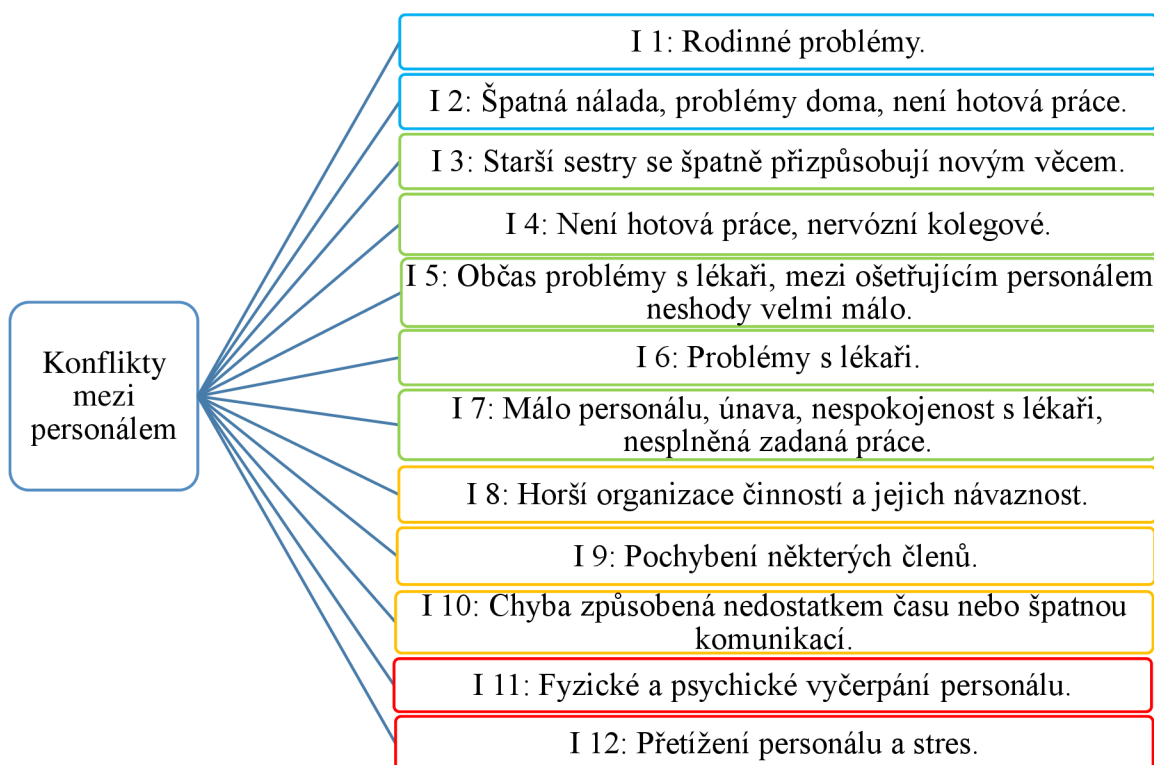 Konflikty
mezi
personálem
I 1: Rodinné problémy.
I 2: Špatná nálada, problémy doma, není hotová práce.
I 3: Starší sestry se špatně přizpůsobují novým věcem.
I 4: Není hotová práce, nervózní kolegové.
I 5: Občas problémy s lékaři, mezi ošetřujícím personálem
neshody velmi málo.
I 6: Problémy s lékaři.
I 7: Málo personálu, únava, nespokojenost s lékaři,
nesplněná zadaná práce.
I 8: Horší organizace činností a jejich návaznost.
I 9: Pochybení některých členů.
I 10: Chyba způsobená nedostatkem času nebo špatnou
komunikací.
I 11: Fyzické a psychické vyčerpání personálu.
I 12: Přetížení personálu a stres.